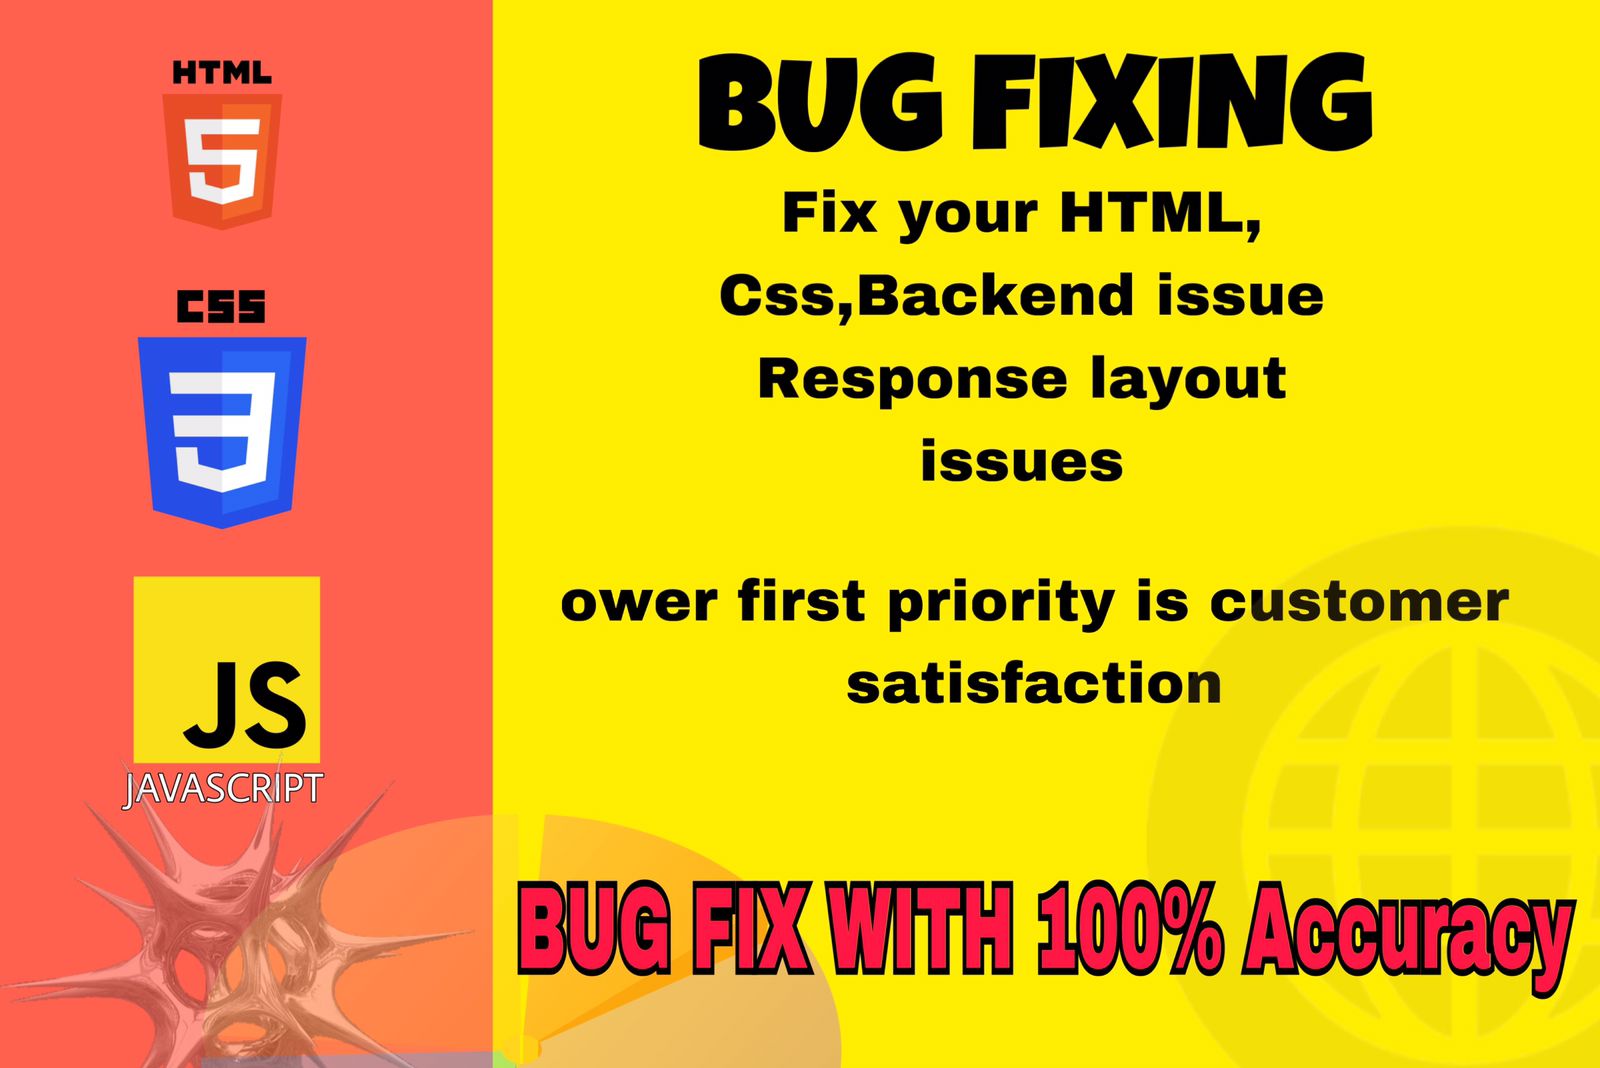 HTML
5
CSS
3
JS
JAVASCRIPT
BUG FIXING
Fix your HTML,
Css,Backend issue
Response layout
issues
ower first priority is customer
satisfaction
BUG FIX WITH 100% Accuracy